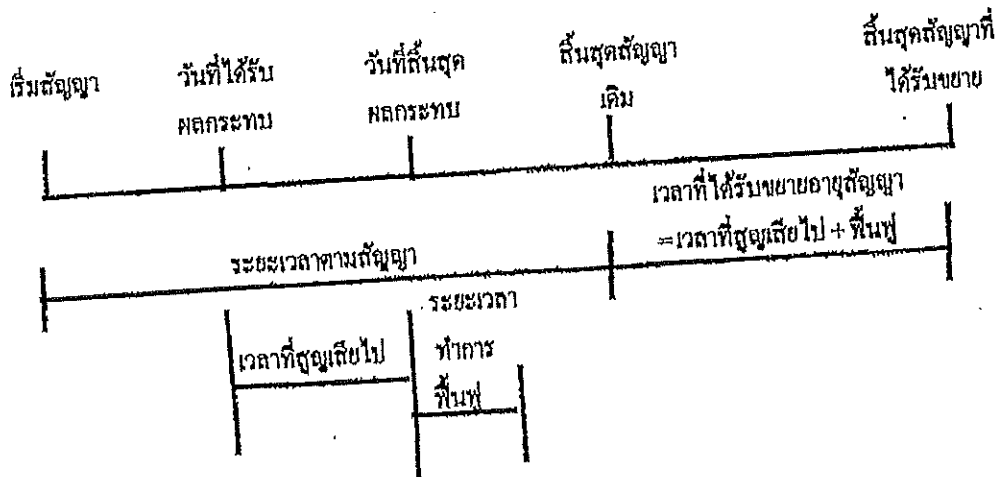 เริ่มสัญญา
วันที่ได้รับ
ผลกระทบ
วันที่สิ้นสุด
ผลกระทบ
สิ้นสุดสัญญา
เดิม
สิ้นสุดสัญญาที่
ได้รับขยาย
เวลาที่ได้รับขยายอายุสัญญา
=เวลาที่สูญเสียไป + ฟื้นฟู
ระยะเวลาตามสัญญา
เวลาที่สูญเสียไป
ระยะเวลา
ทำการ
ฟื้นฟู